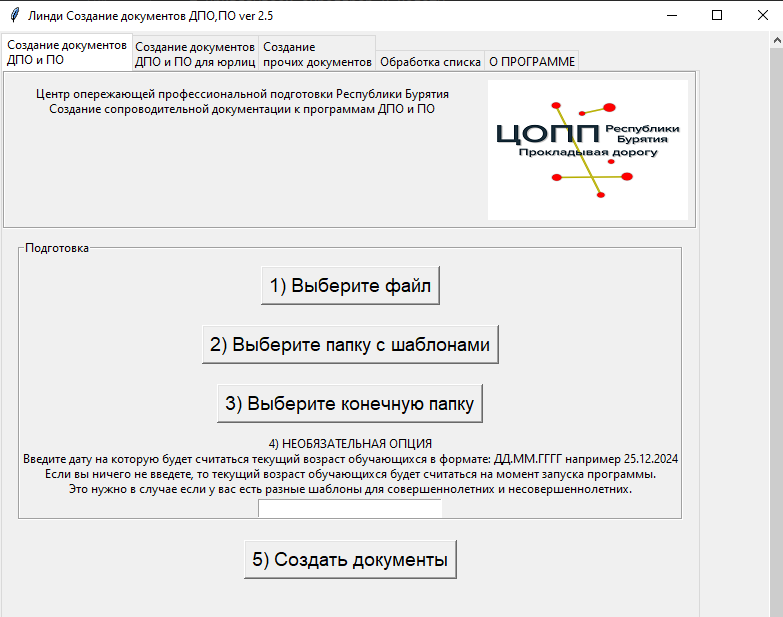 Линди Создание документов ДПО,ПО ver 2.5
Создание документов
ДПО и ПО
Создание документов
ДПО и ПО для юрлиц
Создание
прочих документов
Обработка списка
О ПРОГРАММЕ
Центр опережающей профессиональной подготовки Республики Бурятия
Создание сопроводительной документации к программам ДПО и ПО
ЦОПП Республики
Бурятия
Прокладывая дорогу
Подготовка
1) Выберите файл
2) Выберите папку с шаблонами
3) Выберите конечную папку
4) НЕОБЯЗАТЕЛЬНАЯ ОПЦИЯ
Введите дату на которую будет считаться текущий возраст обучающихся в формате: ДД.ММ.ГГГГ например 25.12.2024
Если вы ничего не введете, то текущий возраст обучающихся будет считаться на момент запуска программы.
Это нужно в случае если у вас есть разные шаблоны для совершеннолетних и несовершеннолетних.
5) Создать документы